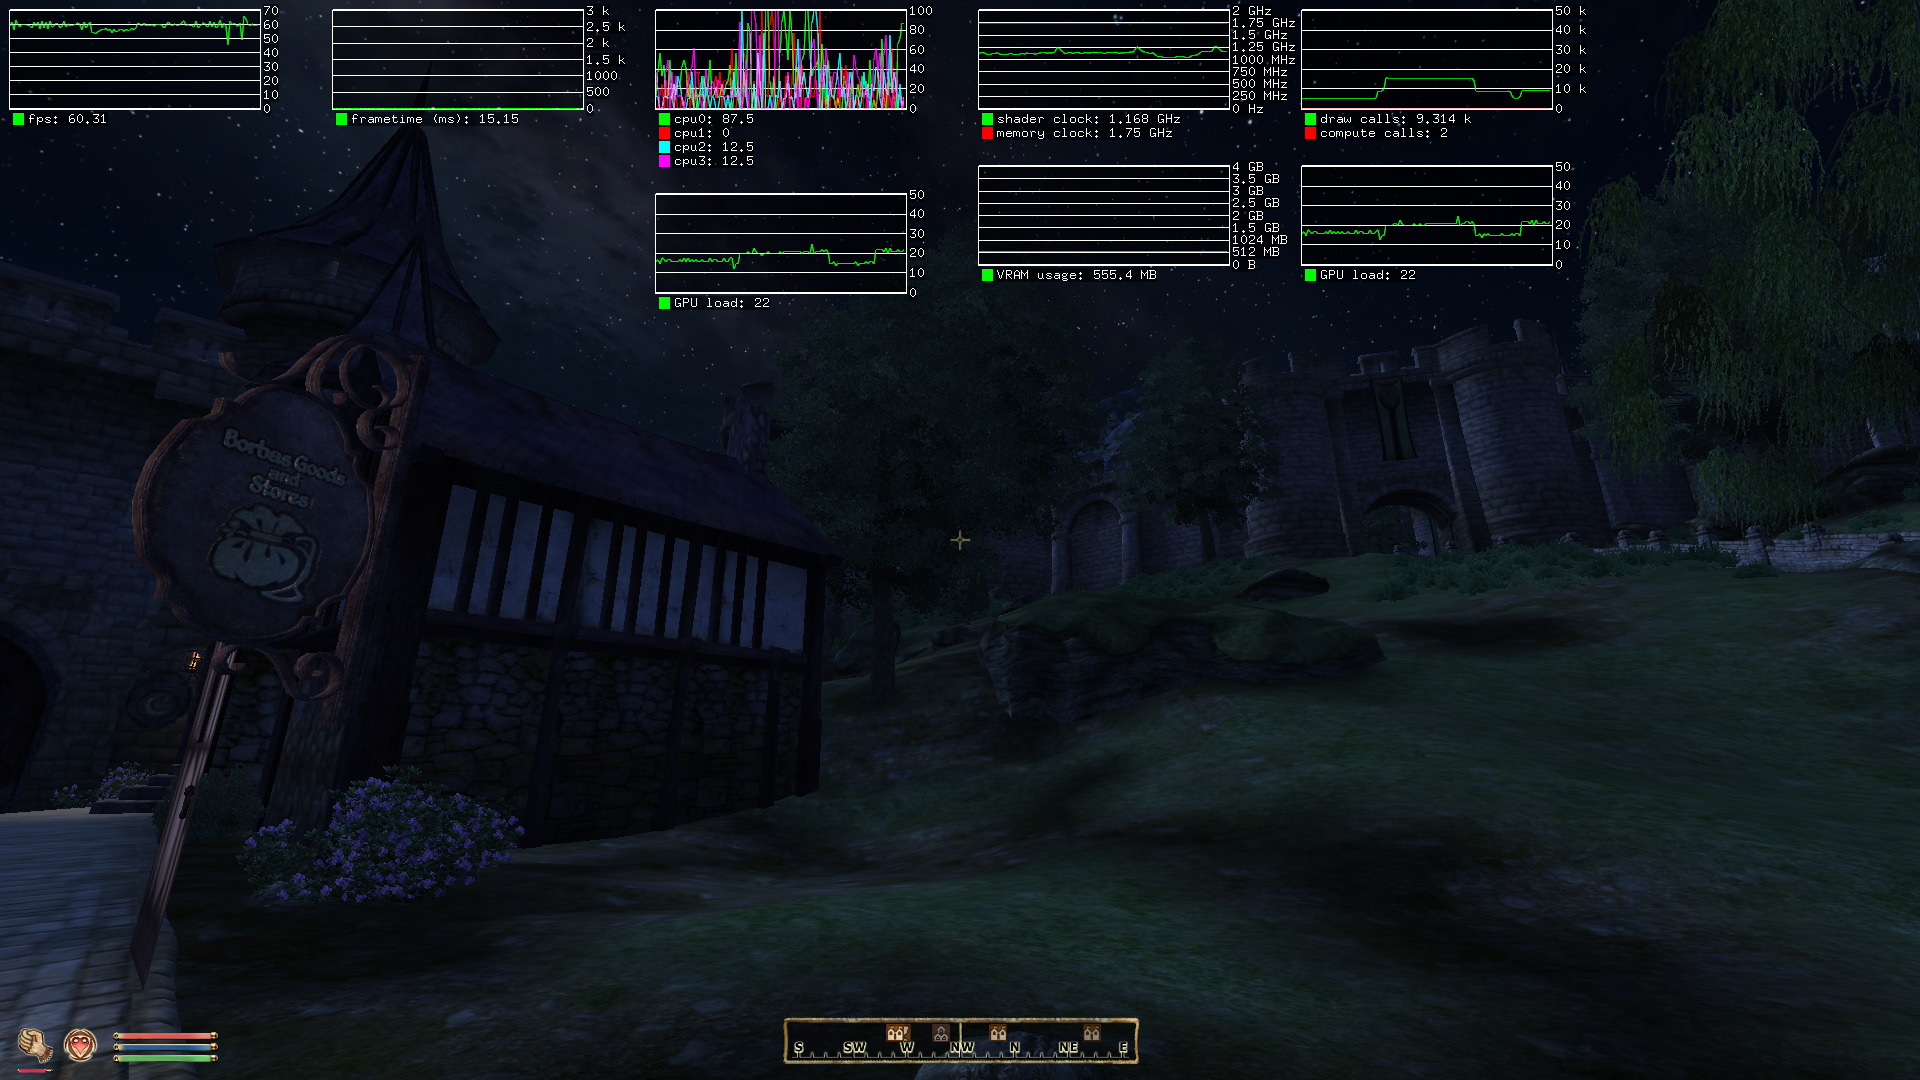 70
60
50
40
30
20
10
0
fps: 60.31
3 k
2.5 k
2 k
1.5 k
1000
500
0
frametime (ms): 15.15
100
80
60
40
20
0
cpu0: 87.5
cpu1: 0
cpu2: 12.5
cpu3: 12.5
2 GHz
1.75 GHz
1.5 GHz
1.25 GHz
1000 MHz
750 MHz
500 MHz
250 MHz
0 Hz
shader clock: 1.168 GHz
memory clock: 1.75 GHz
50 k
40 k
30 k
20 k
10 k
0
draw calls: 9.314 k
compute calls: 2
50
40
30
20
10
0
GPU load: 22
4 GB
3.5 GB
3 GB
2.5 GB
2 GB
1.5 GB
1024 MB
512 MB
0 B
VRAM usage: 555.4 MB
50
40
30
20
10
0
GPU load: 22
Borbas Goods
and
Stores
S SW W NW N NE E